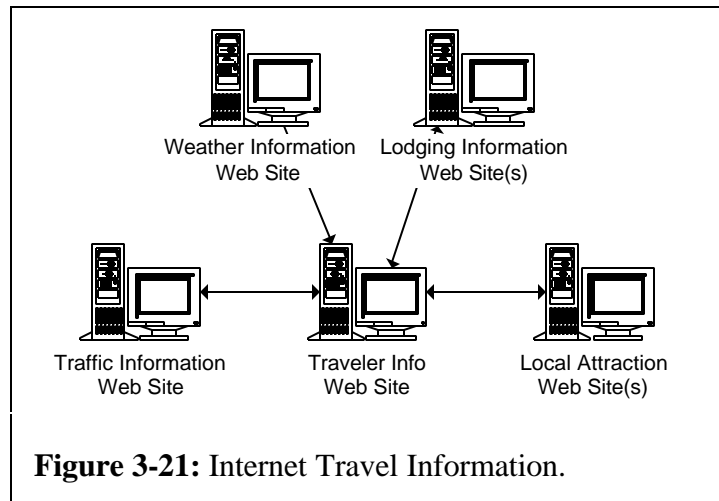 Weather Information
Web Site
Lodging Information
Web Site(s)
Traffic Information
Web Site
Traveler Info
Web Site
Local Attraction
Web Site(s)
Figure 3-21: Internet Travel Information.